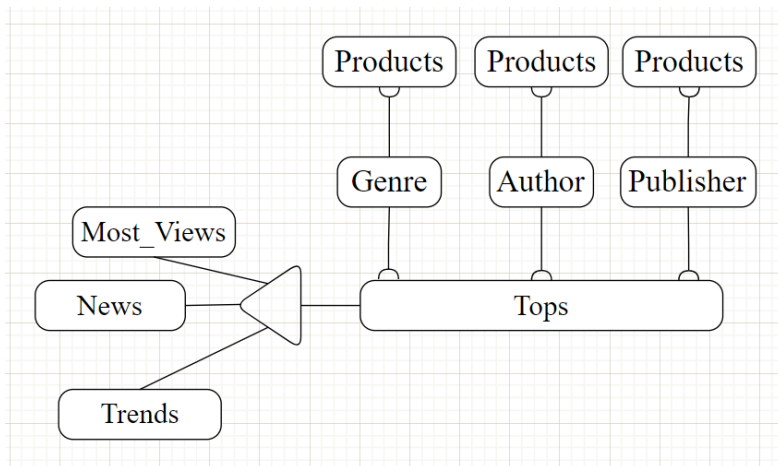 Products
Products
Products
Genre
Author
Publisher
Most_Views
News
Tops
Trends